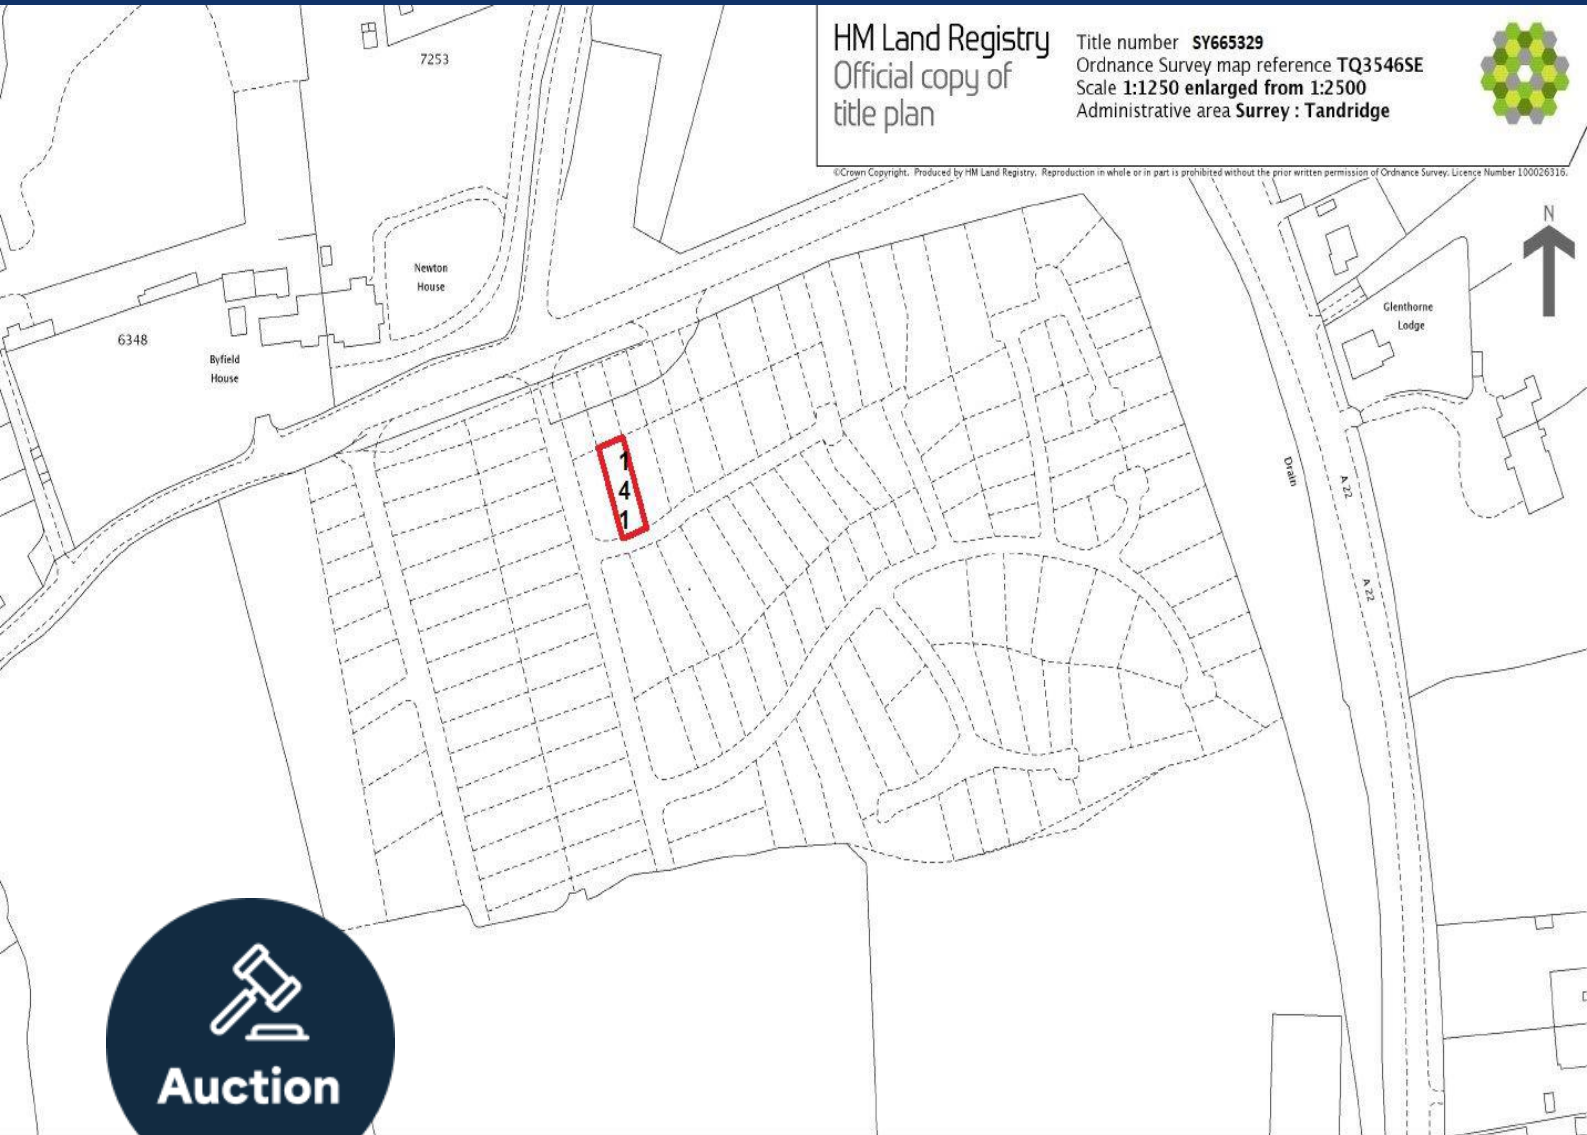 HM Land Registry
Official copy of
title plan
Title number SY665329
Ordnance Survey map reference TQ3546SE
Scale 1:1250 enlarged from 1:2500
Administrative area Surrey : Tandridge
©Crown Copyright. Produced by HM Land Registry. Reproduction in whole or in part is prohibited without the prior written permission of Ordnance Survey. Licence Number 100026316.
7253
N
Newton
House
Glenthorne
Lodge
6348
Byfield
House
1
4
1
Drain
A 22
A 22
Auction